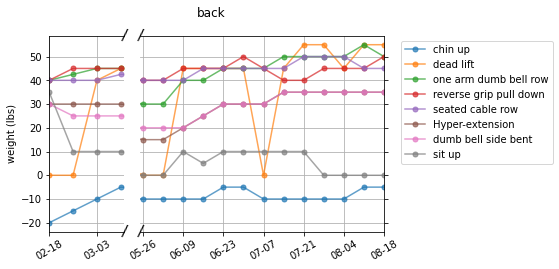 back
weight (lbs)
50
40
30
20
10
0
−10
−20
02-18
03-03
05-26
06-09
06-23
07-07
07-21
08-04
08-18
chin up
dead lift
one arm dumb bell row
reverse grip pull down
seated cable row
Hyper-extension
dumb bell side bent
sit up